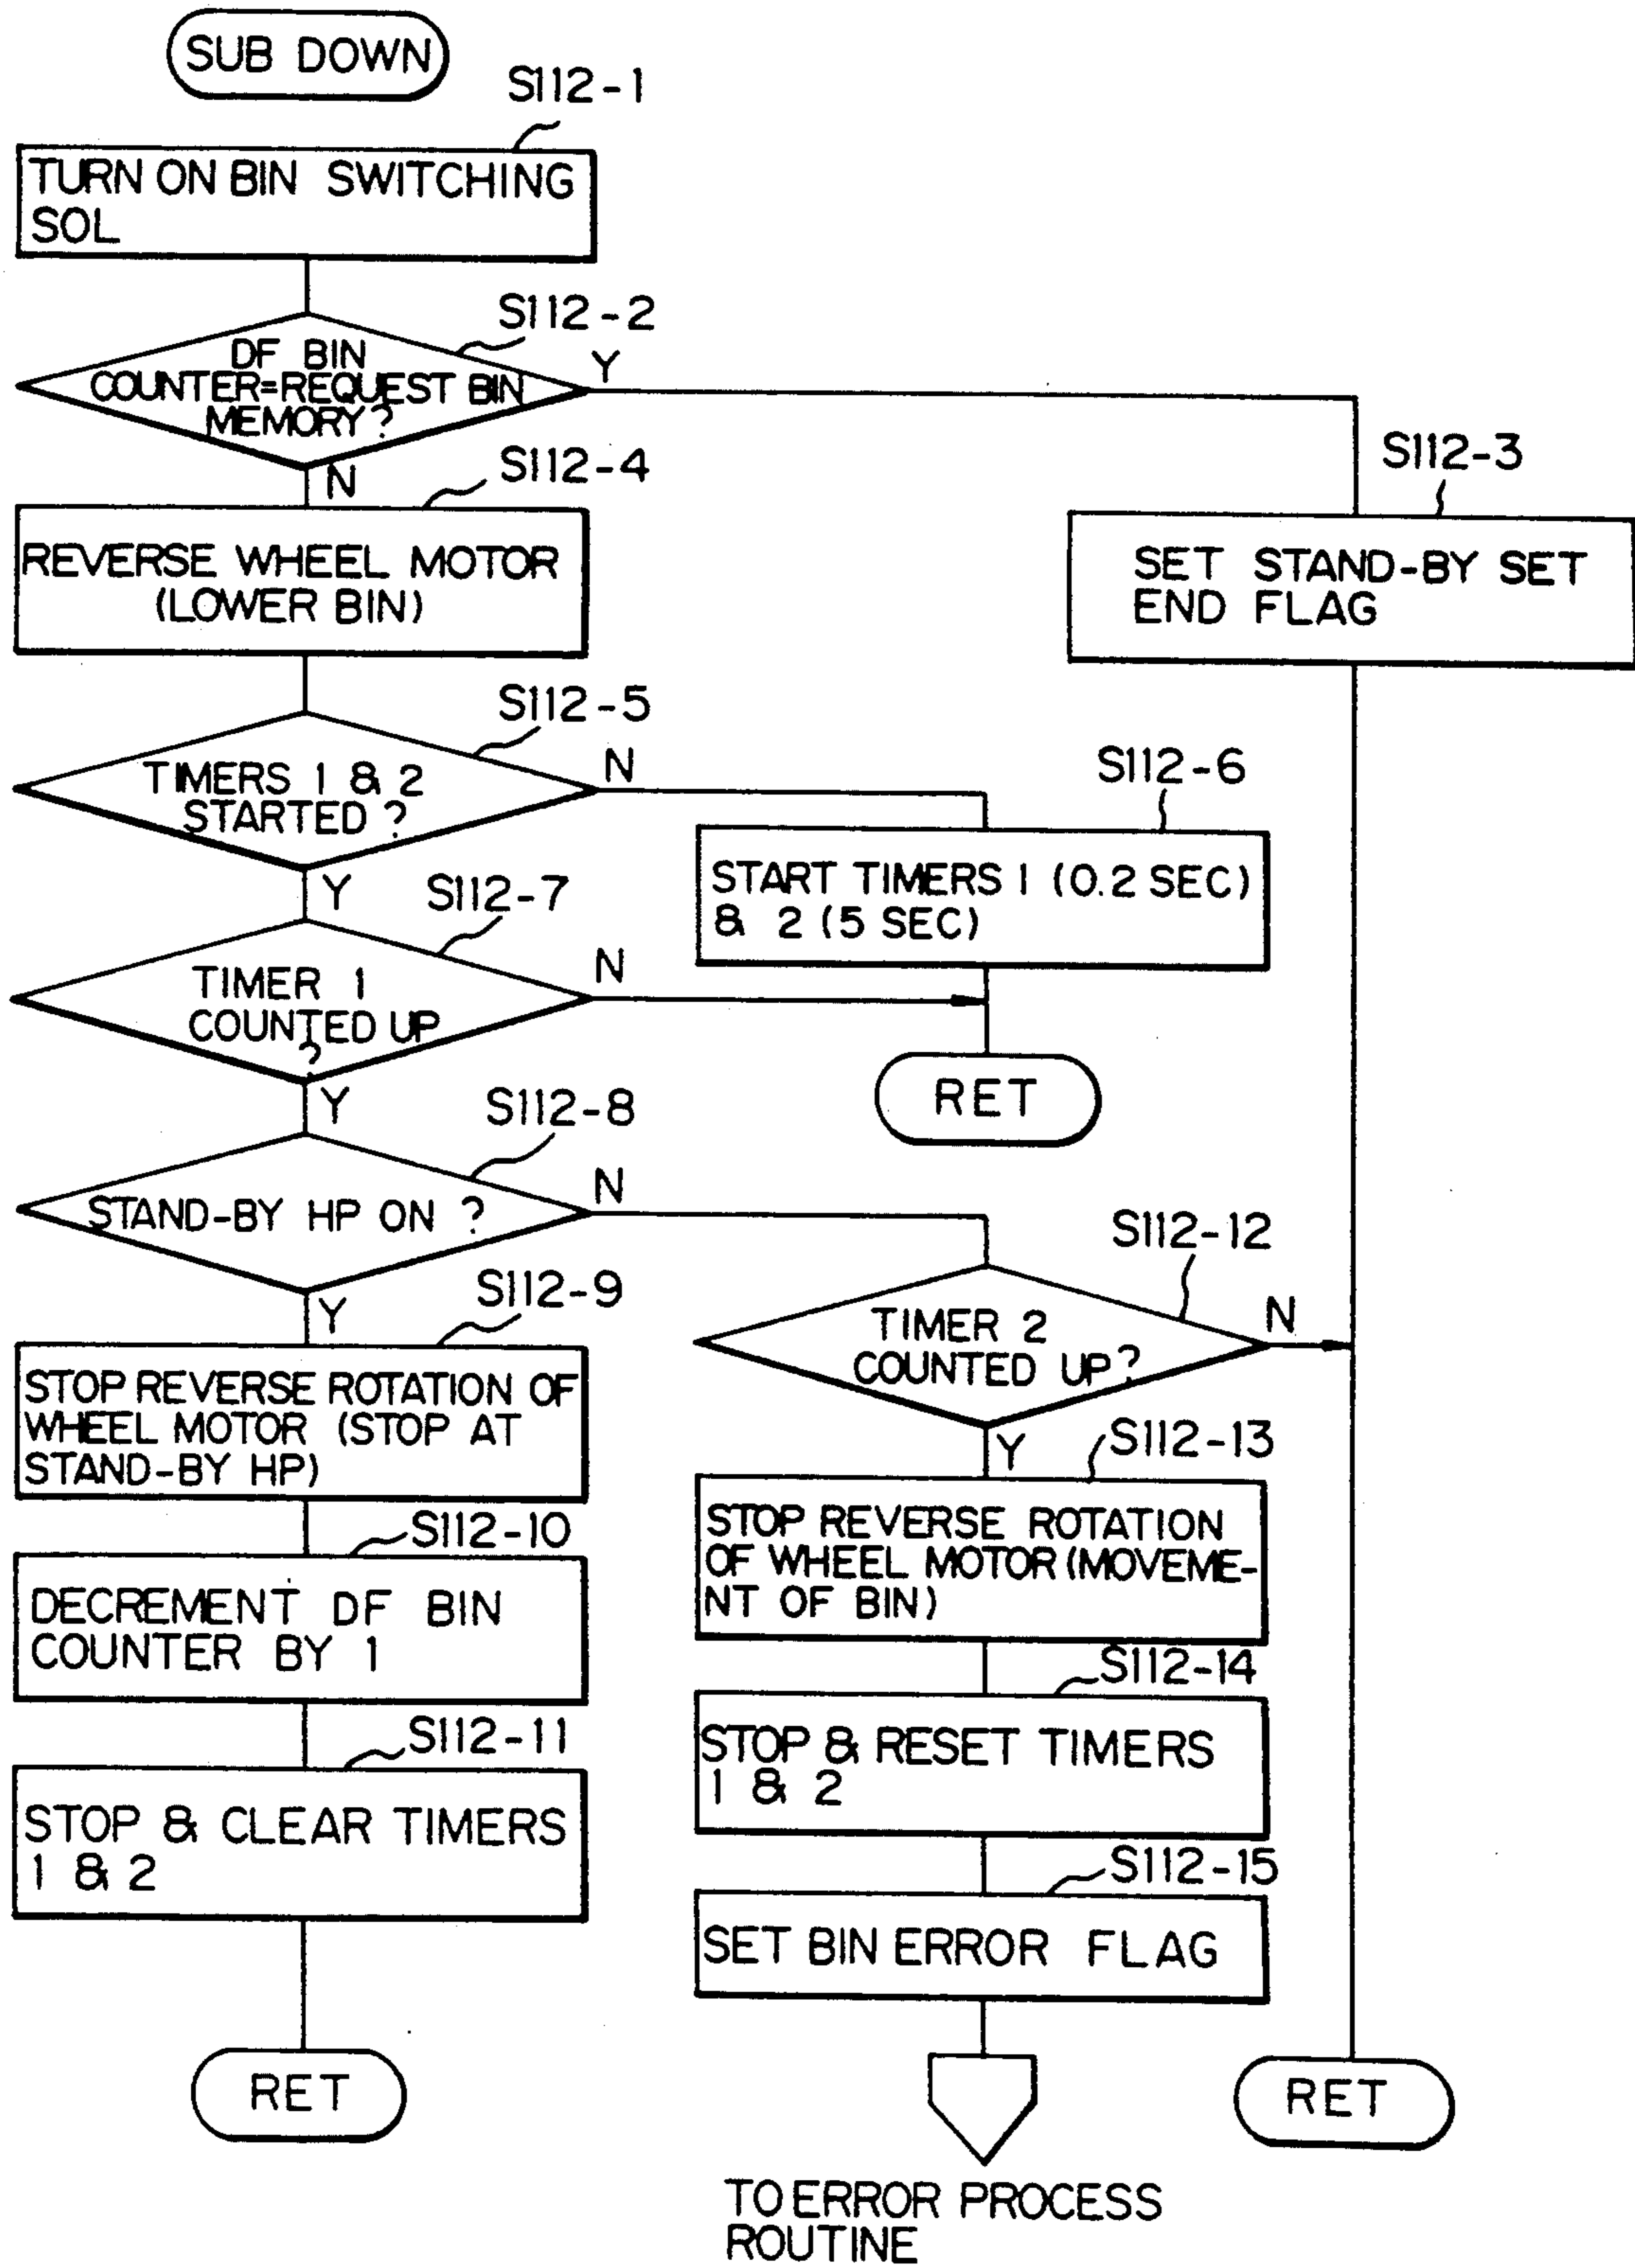 SUB DOWN
S112-1
TURN ON BIN SWITCHING
SOL
S112-2
DF BIN
COUNTER=REQUEST BIN
MEMORY?
Y
N
S112-3
SET STAND-BY SET
END FLAG
S112-4
REVERSE WHEEL MOTOR
(LOWER BIN)
S112-5
TIMERS 1 & 2
STARTED ?
N
Y
S112-6
START TIMERS 1 (0.2 SEC)
& 2 (5 SEC)
S112-7
TIMER 1
COUNTED UP
?
N
Y
RET
S112-8
STAND-BY HP ON ?
N
Y
S112-9
STOP REVERSE ROTATION OF
WHEEL MOTOR (STOP AT
STAND-BY HP)
S112-10
DECREMENT DF BIN
COUNTER BY 1
S112-11
STOP & CLEAR TIMERS
1 & 2
RET
S112-12
TIMER 2
COUNTED UP?
N
Y
S112-13
STOP REVERSE ROTATION
OF WHEEL MOTOR (MOVEME-
NT OF BIN)
S112-14
STOP & RESET TIMERS
1 & 2
S112-15
SET BIN ERROR FLAG
TO ERROR PROCESS
ROUTINE
RET